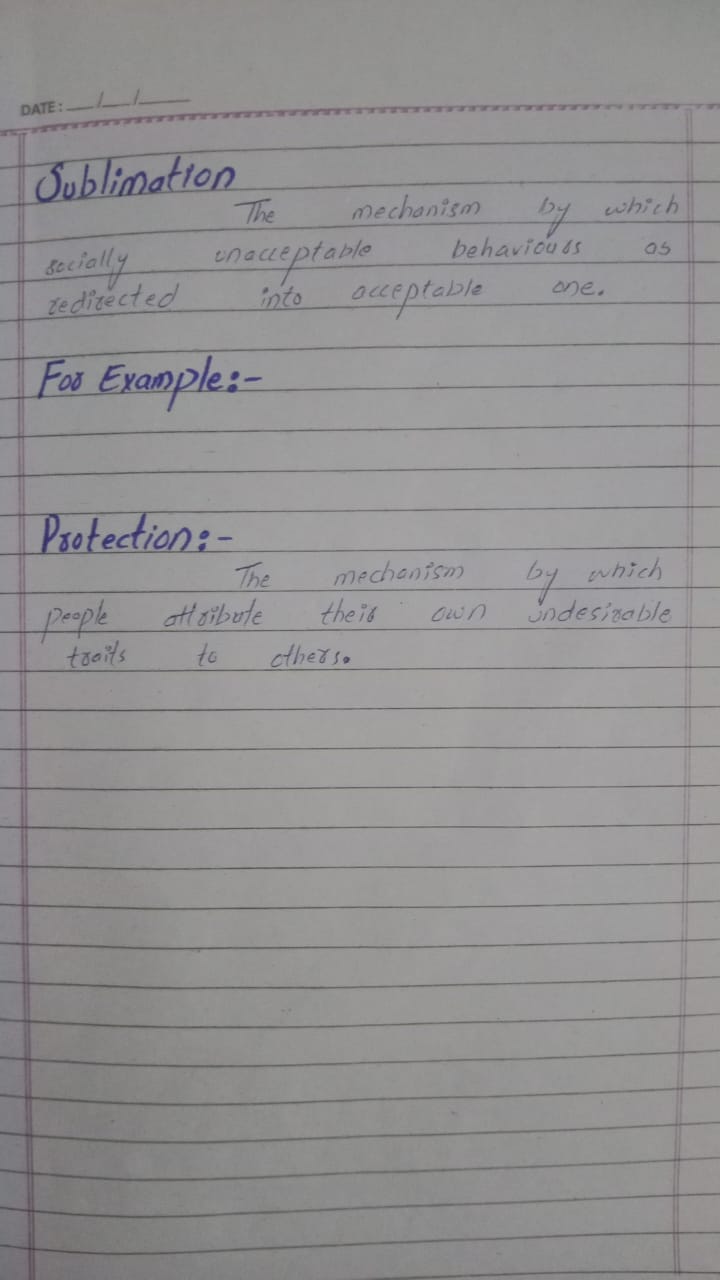 DATE: __/__/____
Sublimation
The mechanism by which
socially unacceptable behaviours as
redirected into acceptable one.
For Example:-
Protection:-
The mechanism by which
people attribute their own undesirable
traits to others.